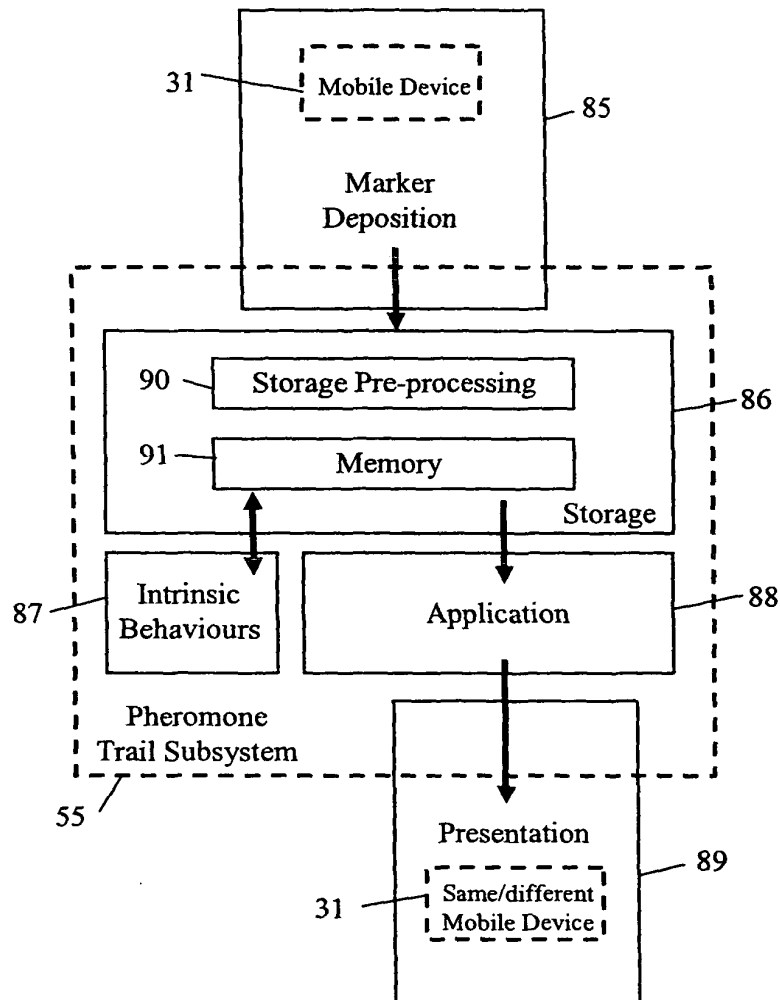 31
Mobile Device
85
Marker
Deposition
90
Storage Pre-processing
86
91
Memory
Storage
87
Intrinsic
Behaviours
Application
88
Pheromone
Trail Subsystem
55
Presentation
89
31
Same/different
Mobile Device